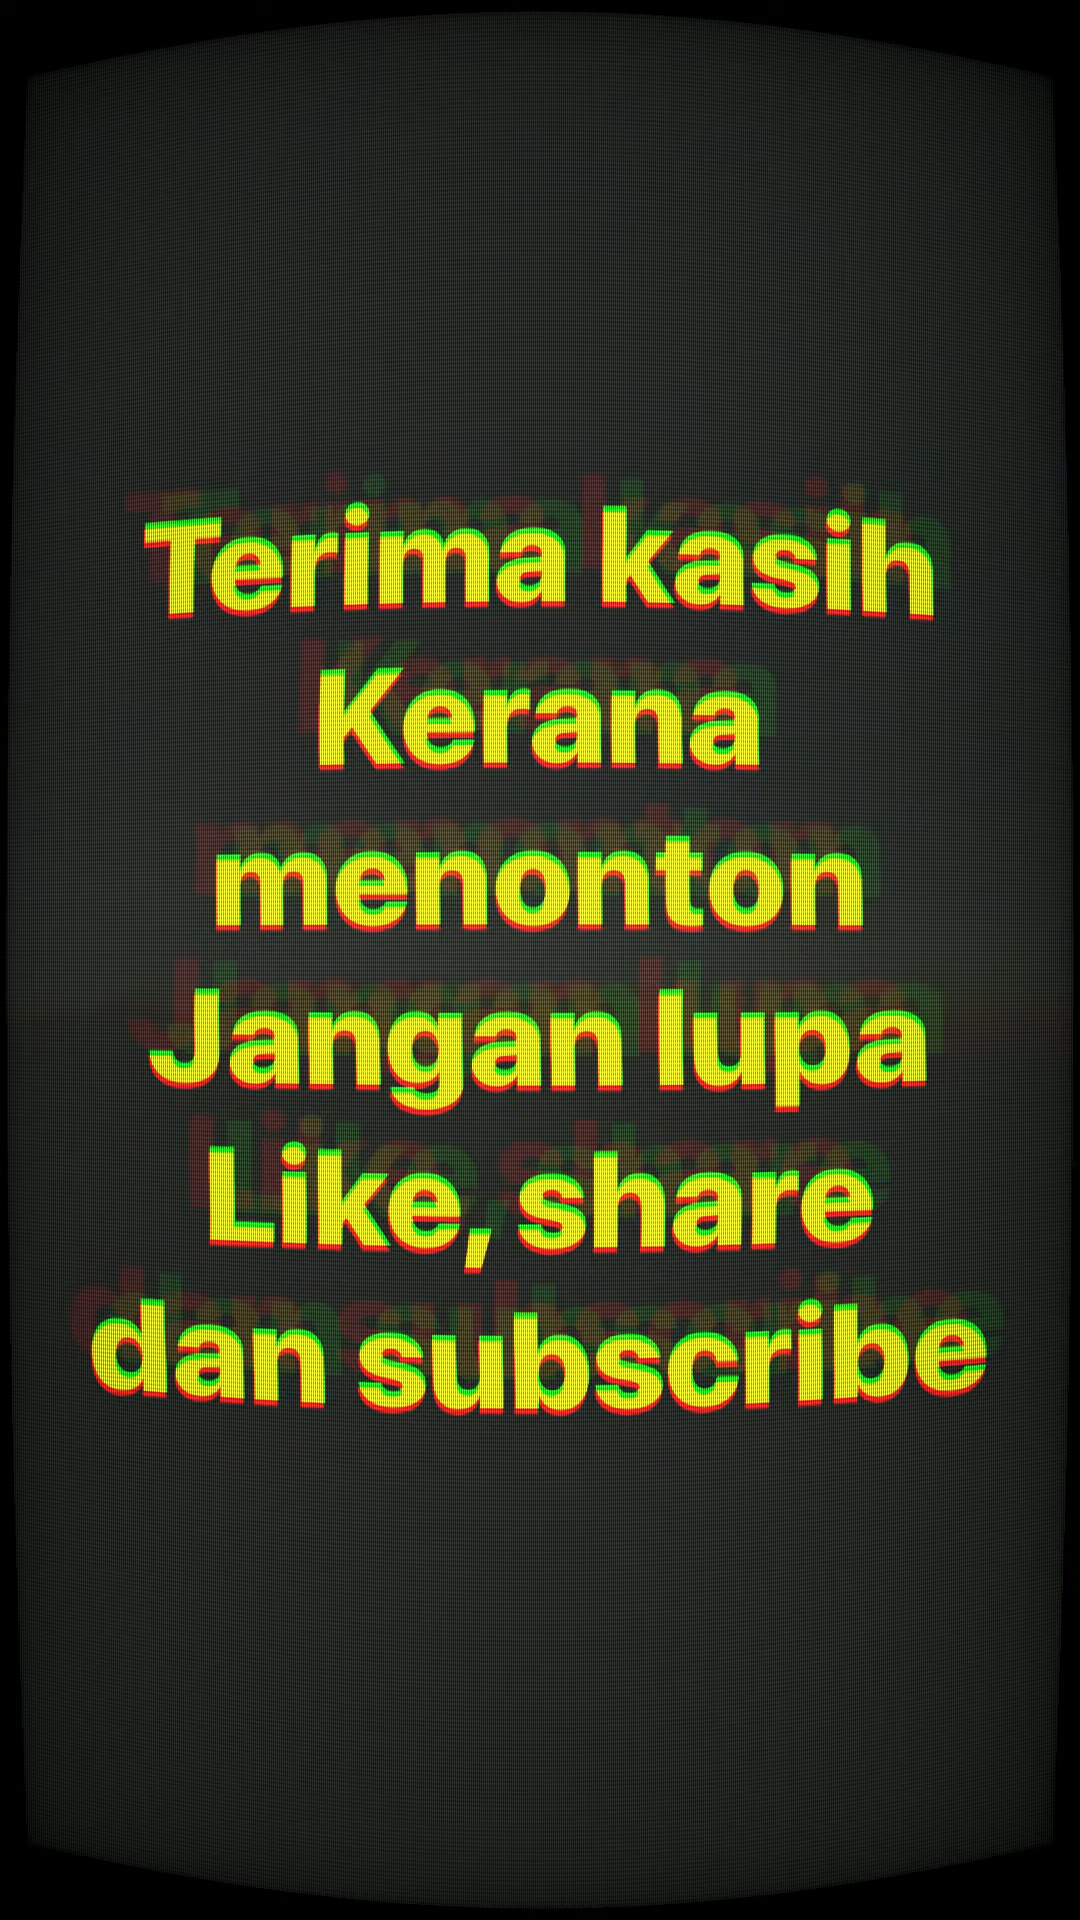 Terima kasih
Kerana
menonton
Jangan lupa
Like, share
dan subscribe